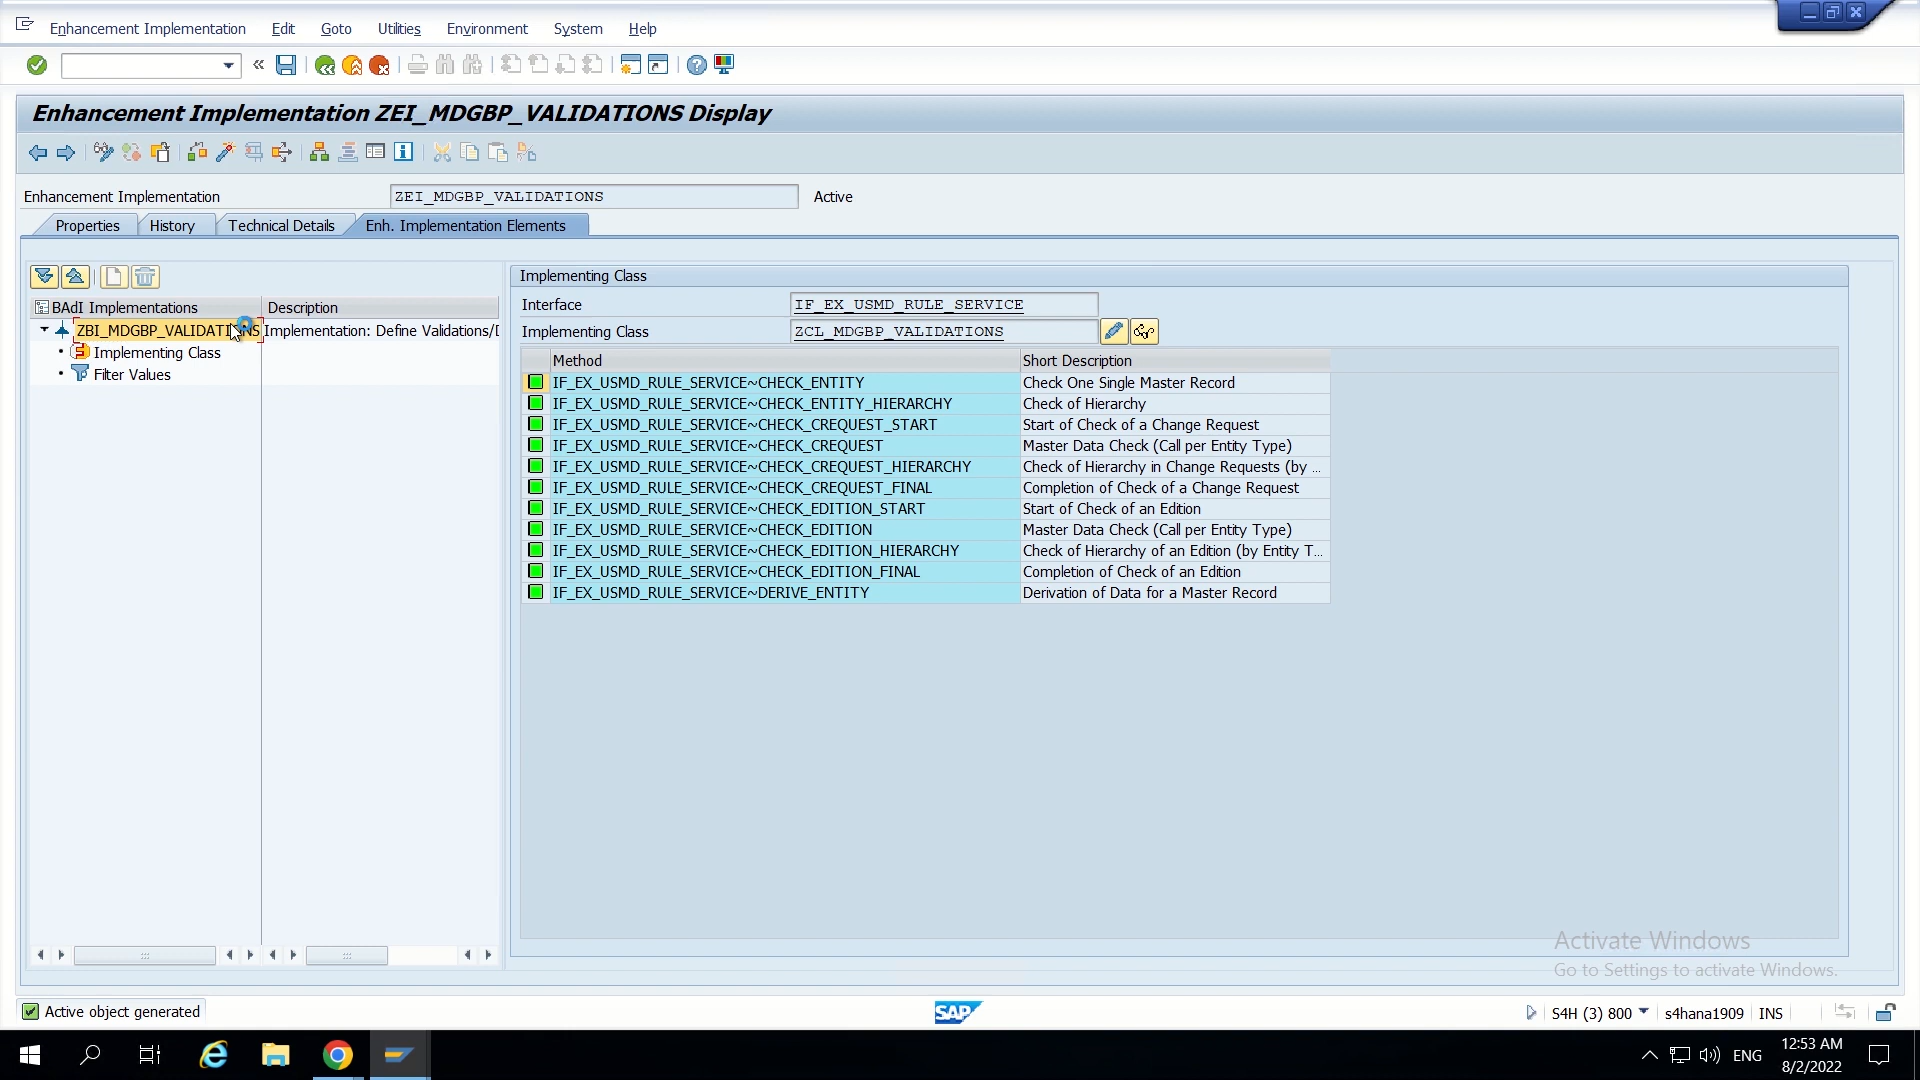 Enhancement Implementation Edit Goto Utilities Environment System Help
Enhancement Implementation ZEI_MDGBP_VALIDATIONS Display
Enhancement Implementation ZEI_MDGBP_VALIDATIONS Active
Properties History Technical Details Enh. Implementation Elements
BAdI Implementations Description
ZBI_MDGBP_VALIDATIONS Implementation: Define Validations/D
Implementing Class
Filter Values
Implementing Class
Interface IF_EX_USMD_RULE_SERVICE
Implementing Class ZCL_MDGBP_VALIDATIONS
Method Short Description
IF_EX_USMD_RULE_SERVICE~CHECK_ENTITY Check One Single Master Record
IF_EX_USMD_RULE_SERVICE~CHECK_ENTITY_HIERARCHY Check of Hierarchy
IF_EX_USMD_RULE_SERVICE~CHECK_CREQUEST_START Start of Check of a Change Request
IF_EX_USMD_RULE_SERVICE~CHECK_CREQUEST Master Data Check (Call per Entity Type)
IF_EX_USMD_RULE_SERVICE~CHECK_CREQUEST_HIERARCHY Check of Hierarchy in Change Requests (by ...
IF_EX_USMD_RULE_SERVICE~CHECK_CREQUEST_FINAL Completion of Check of a Change Request
IF_EX_USMD_RULE_SERVICE~CHECK_EDITION_START Start of Check of an Edition
IF_EX_USMD_RULE_SERVICE~CHECK_EDITION Master Data Check (Call per Entity Type)
IF_EX_USMD_RULE_SERVICE~CHECK_EDITION_HIERARCHY Check of Hierarchy of an Edition (by Entity T...
IF_EX_USMD_RULE_SERVICE~CHECK_EDITION_FINAL Completion of Check of an Edition
IF_EX_USMD_RULE_SERVICE~DERIVE_ENTITY Derivation of Data for a Master Record
Activate Windows
Go to Settings to activate Windows.
Active object generated SAP S4H (3) 800 s4hana1909 INS
ENG 12:53 AM
8/2/2022